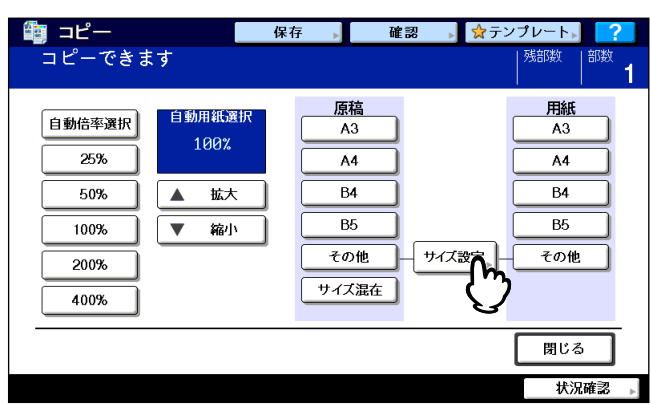 コピー
保存
確認
テンプレート
?
コピーできます
残部数
部数
1
自動倍率選択
25%
50%
100%
200%
400%
自動用紙選択
100%
▲ 拡大
▼ 縮小
原稿
A3
A4
B4
B5
その他
サイズ混在
サイズ設定
用紙
A3
A4
B4
B5
その他
閉じる
状況確認